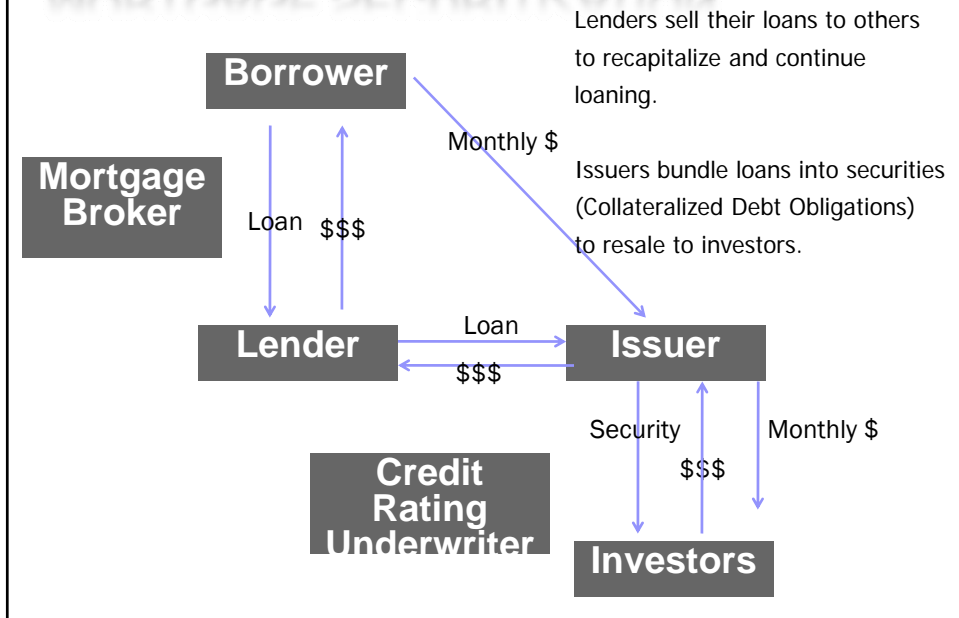 Lenders sell their loans to others
to recapitalize and continue
loaning.
Borrower
Monthly $
Issuers bundle loans into securities
(Collateralized Debt Obligations)
to resale to investors.
Mortgage
Broker
Loan
$$$
Lender
Loan
$$$
Issuer
Security
$$$
Monthly $
Credit
Rating
Underwriter
Investors